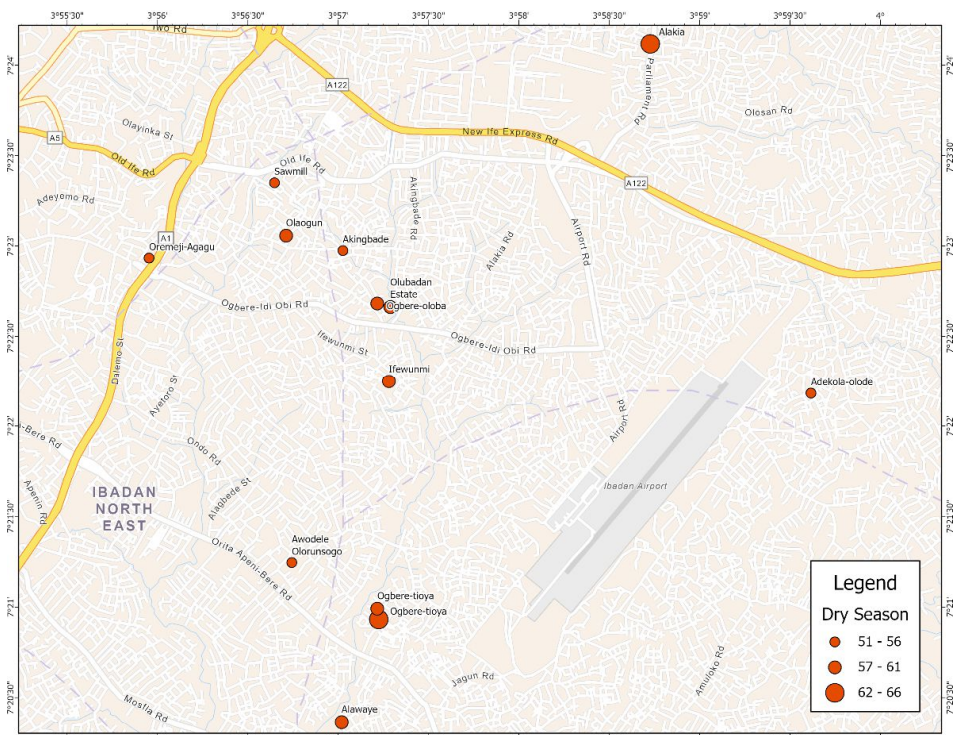 3°55'30"
3°56'
3°56'30"
3°57'
3°57'30"
3°58'
3°58'30"
3°59'
3°59'30"
4°
Iwo Rd
Alakia
7°24'
7°24'
A122
Parliament Rd
Olosan Rd
Olayinka St
A5
New Ife Express Rd
7°23'30"
7°23'30"
Old Ife Rd
Old Ife Rd
Sawmill
A122
Adeyemo Rd
Akingbade Rd
Olaogun
Airport Rd
A1
Akingbade
Alakia Rd
7°23'
7°23'
Oremeji-Agagu
Olubadan
Estate
Ogbere-oloba
Ogbere-Idi Obi Rd
7°22'30"
7°22'30"
Ifewunmi St
Ogbere-Idi Obi Rd
Dalemo St
Ifewunmi
Adekola-olode
Ayetoro St
Airport Rd
7°22'
7°22'
-Bere Rd
Ondo Rd
Apenin Rd
Alagbede St
Ibadan Airport
IBADAN
NORTH
EAST
7°21'30"
7°21'30"
Orita Apeni-Bere Rd
Awodele
Olorunsogo
Legend
Dry Season
51 - 56
57 - 61
62 - 66
Ogbere-tioya
Ogbere-tioya
7°21'
7°21'
Jagun Rd
Amuloko Rd
7°20'30"
7°20'30"
Mosfla Rd
Alawaye